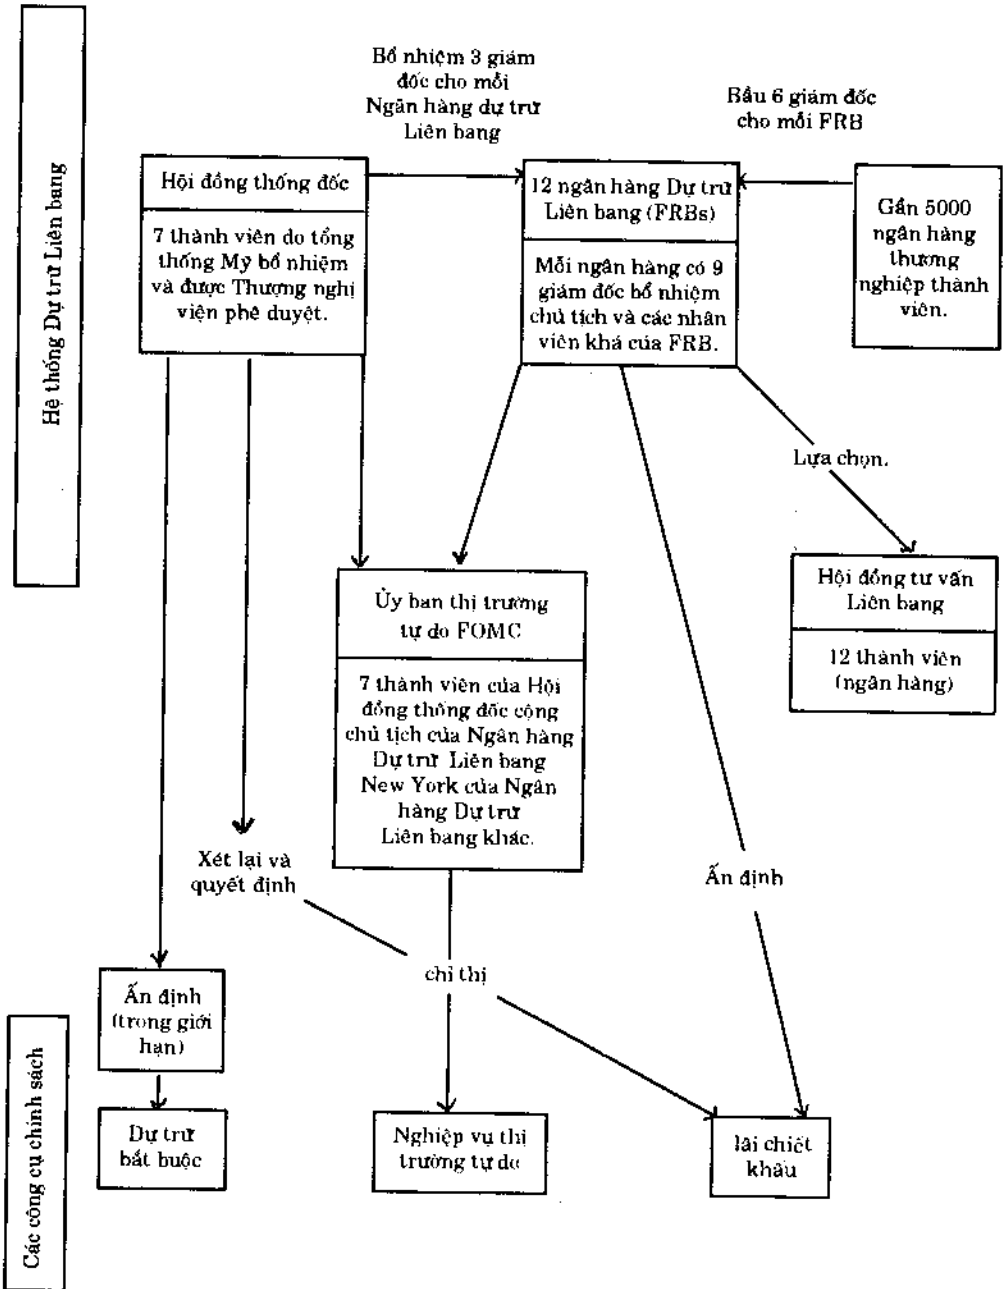 Hệ thống Dự trữ Liên bang
Bổ nhiệm 3 giám
đốc cho mỗi
Ngân hàng dự trữ
Liên bang
Bầu 6 giám đốc
cho mỗi FRB
Hội đồng thống đốc
7 thành viên do tổng
thống Mỹ bổ nhiệm
và được Thượng nghị
viện phê duyệt.
12 ngân hàng Dự trữ
Liên bang (FRBs)
Mỗi ngân hàng có 9
giám đốc bổ nhiệm
chủ tịch và các nhân
viên khá của FRB.
Gần 5000
ngân hàng
thương
nghiệp thành
viên.
Lựa chọn.
Ủy ban thị trường
tự do FOMC
7 thành viên của Hội
đồng thống đốc cộng
chủ tịch của Ngân hàng
Dự trữ Liên bang
New York của Ngân
hàng Dự trữ
Liên bang khác.
Hội đồng tư vấn
Liên bang
12 thành viên
(ngân hàng)
Xét lại và
quyết định
Ấn định
chỉ thị
Các công cụ chính sách
Ấn định
(trong giới
hạn)
Dự trữ
bắt buộc
Nghiệp vụ thị
trường tự do
lãi chiết
khấu